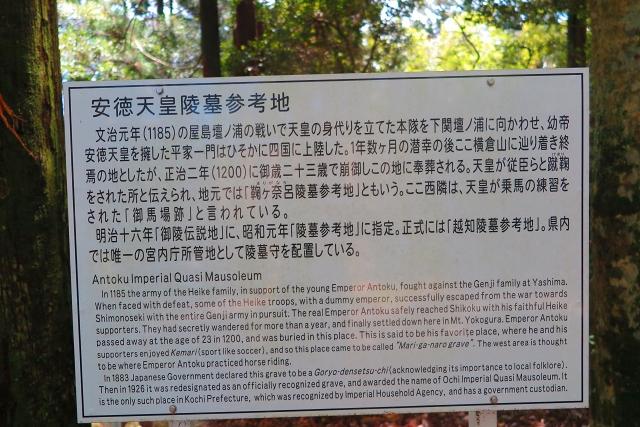 安徳天皇陵墓参考地
文治元年(1185)の屋島壇ノ浦の戦いで天皇の身代りを立てた本隊を下関壇ノ浦に向かわせ、幼帝
安徳天皇を擁した平家一門はひそかに四国に上陸した。1年数ヶ月の潜幸の後ここ横倉山に辿り着き終
焉の地としたが、正治二年(1200)に御歳二十三歳で崩御しこの地に奉葬される。天皇が従臣らと蹴鞠
をされた所と伝えられ、地元では「鞠ヶ奈呂陵墓参考地」ともいう。ここ西隣は、天皇が乗馬の練習を
された「御馬場跡」と言われている。
明治十六年「御陵伝説地」に、昭和元年「陵墓参考地」に指定。正式には「越知陵墓参考地」。県内
では唯一の宮内庁所管地として陵墓守を配置している。
Antoku Imperial Quasi Mausoleum
In 1185 the army of the Heike family, in support of the young Emperor Antoku, fought against the Genji family at Yashima.
When faced with defeat, some of the Heike troops, with a dummy emperor, successfully escaped from the war towards
Shimonoseki with the entire Genji army in pursuit. The real Emperor Antoku safely reached Shikoku with his faithful Heike
supporters. They had secretly wandered for more than a year, and finally settled down here in Mt. Yokogura. Emperor Antoku
passed away at the age of 23 in 1200, and was buried in this place. This is said to be his favorite place, where he and his
supporters enjoyed Kemari (sport like soccer), and so this place came to be called "Mari-ga-naro grave". The west area is thought
to be where Emperor Antoku practiced horse riding.
In 1883 Japanese Government declared this grave to be a Goryo-densetsu-chi (acknowledging its importance to local folklore).
Then in 1926 it was redesignated as an officially recognized grave, and awarded the name of Ochi Imperial Quasi Mausoleum. It
is the only such place in Kochi Prefecture, which was recognized by Imperial Household Agency, and has a government custodian.